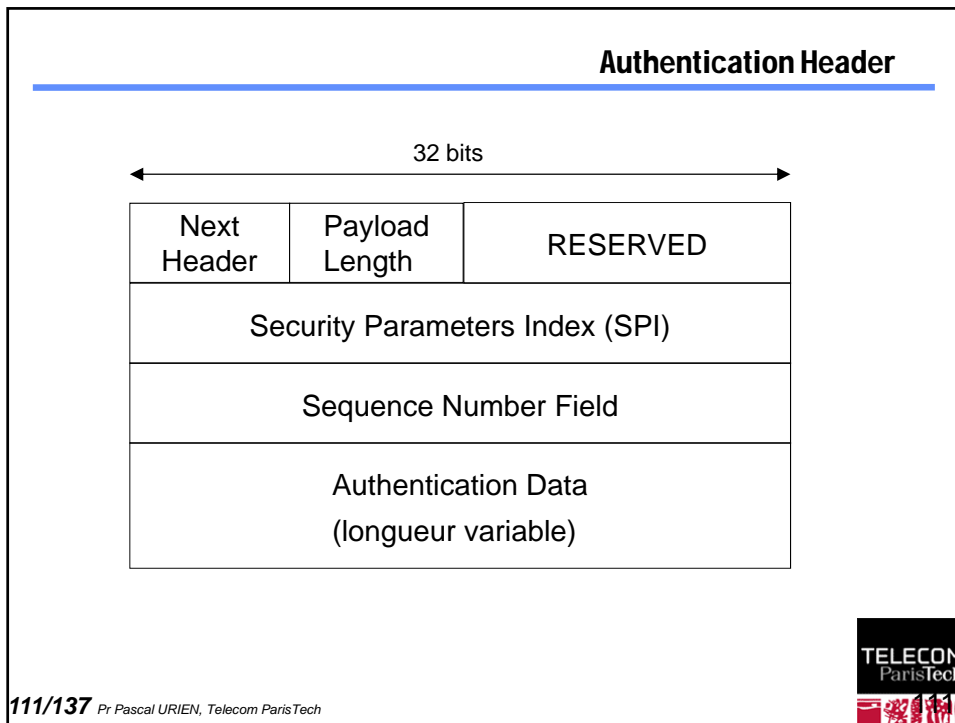 Authentication Header
32 bits
Next
Header
Payload
Length
RESERVED
Security Parameters Index (SPI)
Sequence Number Field
Authentication Data
(longueur variable)
TELECOM
ParisTech
111/137 Pr Pascal URIEN, Telecom ParisTech
111